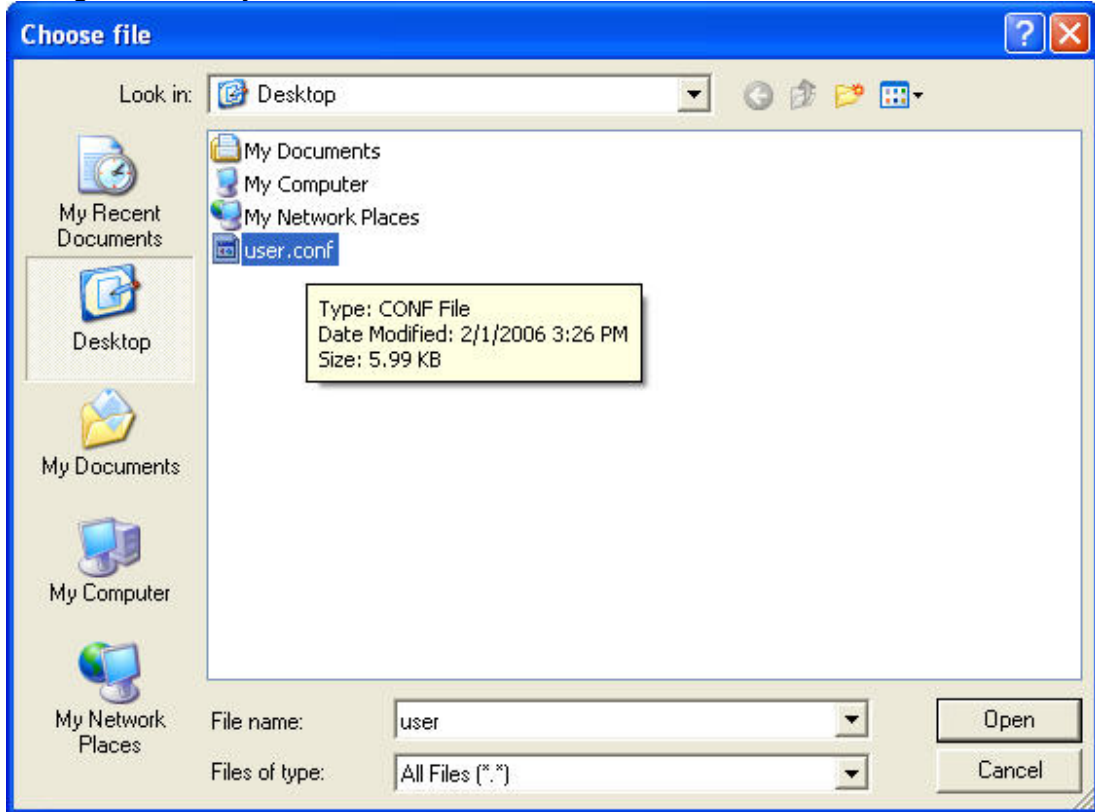 Choose file
Look in:
Desktop
My Recent
Documents
Desktop
My Documents
My Computer
My Network
Places
My Documents
My Computer
My Network Places
user.conf
Type: CONF File
Date Modified: 2/1/2006 3:26 PM
Size: 5.99 KB
File name:
user
Open
Files of type:
All Files (*.*)
Cancel